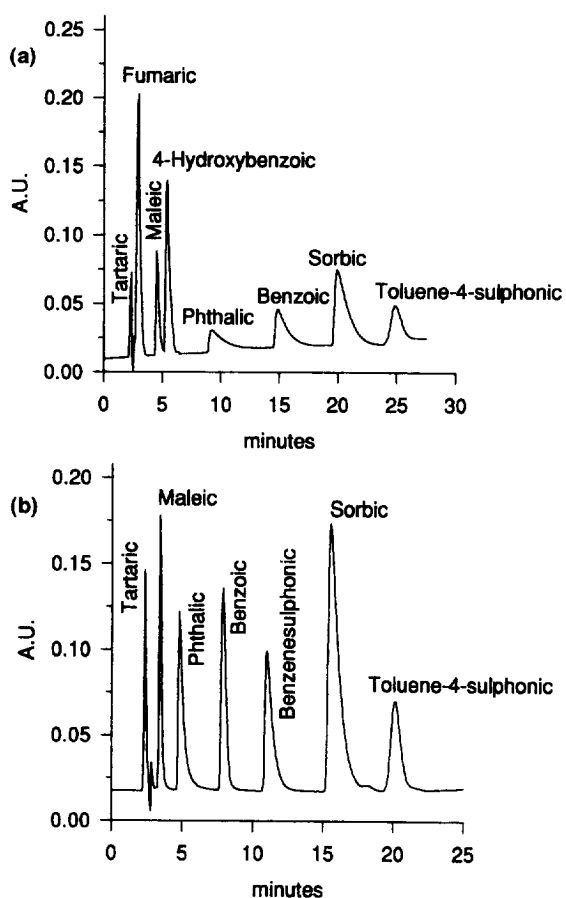 (a)
0.25
0.20
0.15
0.10
0.05
0.00
A.U.
Tartaric
Fumaric
Maleic
4-Hydroxybenzoic
Phthalic
Benzoic
Sorbic
Toluene-4-sulphonic
0 5 10 15 20 25 30
minutes
(b)
0.20
0.15
0.10
0.05
0.00
A.U.
Tartaric
Maleic
Phthalic
Benzoic
Benzenesulphonic
Sorbic
Toluene-4-sulphonic
0 5 10 15 20 25
minutes